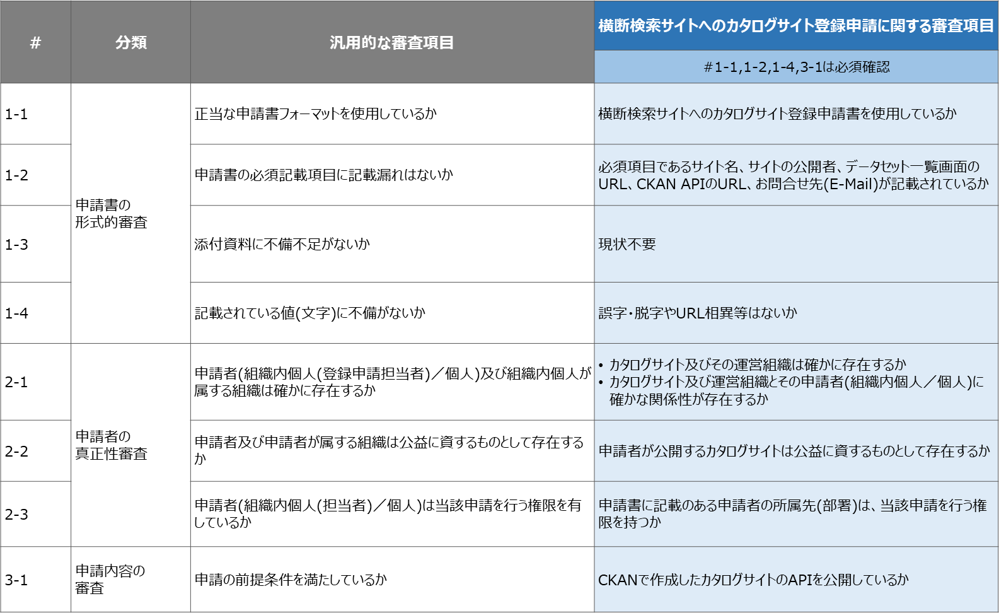 #
分類
汎用的な審査項目
横断検索サイトへのカタログサイト登録申請に関する審査項目
#1-1,1-2,1-4,3-1は必須確認
1-1
申請書の
形式的審査
正当な申請書フォーマットを使用しているか
横断検索サイトへのカタログサイト登録申請書を使用しているか
1-2
申請書の必須記載項目に記載漏れはないか
必須項目であるサイト名、サイトの公開者、データセット一覧画面の
URL、CKAN APIのURL、お問合せ先(E-Mail)が記載されているか
1-3
添付資料に不備不足がないか
現状不要
1-4
記載されている値(文字)に不備がないか
誤字・脱字やURL相異等はないか
2-1
申請者の
真正性審査
申請者(組織内個人(登録申請担当者)/個人)及び組織内個人が
属する組織は確かに存在するか
• カタログサイト及びその運営組織は確かに存在するか
• カタログサイト及び運営組織とその申請者(組織内個人/個人)に
確かな関係性が存在するか
2-2
申請者及び申請者が属する組織は公益に資するものとして存在する
か
申請者が公開するカタログサイトは公益に資するものとして存在するか
2-3
申請者(組織内個人(担当者)/個人)は当該申請を行う権限を有
しているか
申請書に記載のある申請者の所属先(部署)は、当該申請を行う権
限を持つか
3-1
申請内容の
審査
申請の前提条件を満たしているか
CKANで作成したカタログサイトのAPIを公開しているか